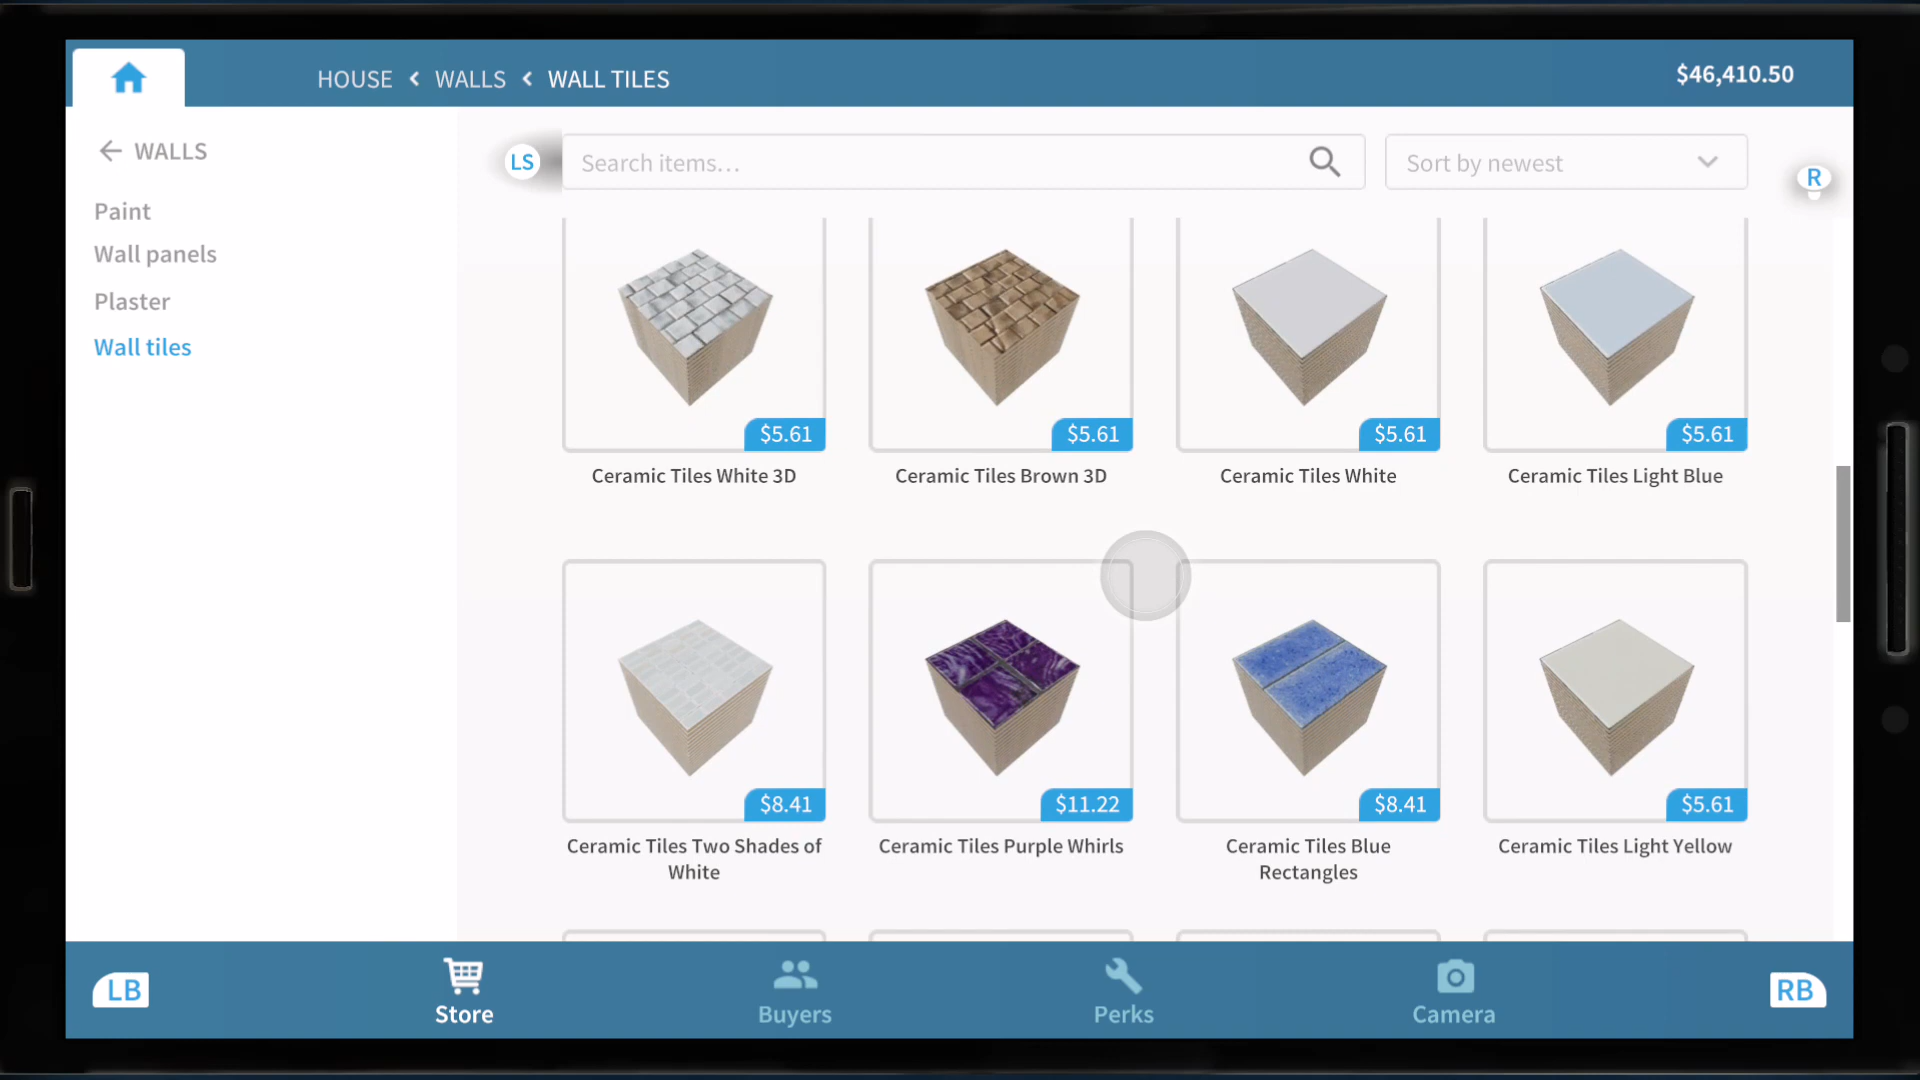 HOUSE < WALLS < WALL TILES
$46,410.50
WALLS
Paint
Wall panels
Plaster
Wall tiles
LS
Search items...
Sort by newest
R
$5.61
$5.61
$5.61
$5.61
Ceramic Tiles White 3D
Ceramic Tiles Brown 3D
Ceramic Tiles White
Ceramic Tiles Light Blue
$8.41
$11.22
$8.41
$5.61
Ceramic Tiles Two Shades of
White
Ceramic Tiles Purple Whirls
Ceramic Tiles Blue
Rectangles
Ceramic Tiles Light Yellow
LB
Store
Buyers
Perks
Camera
RB